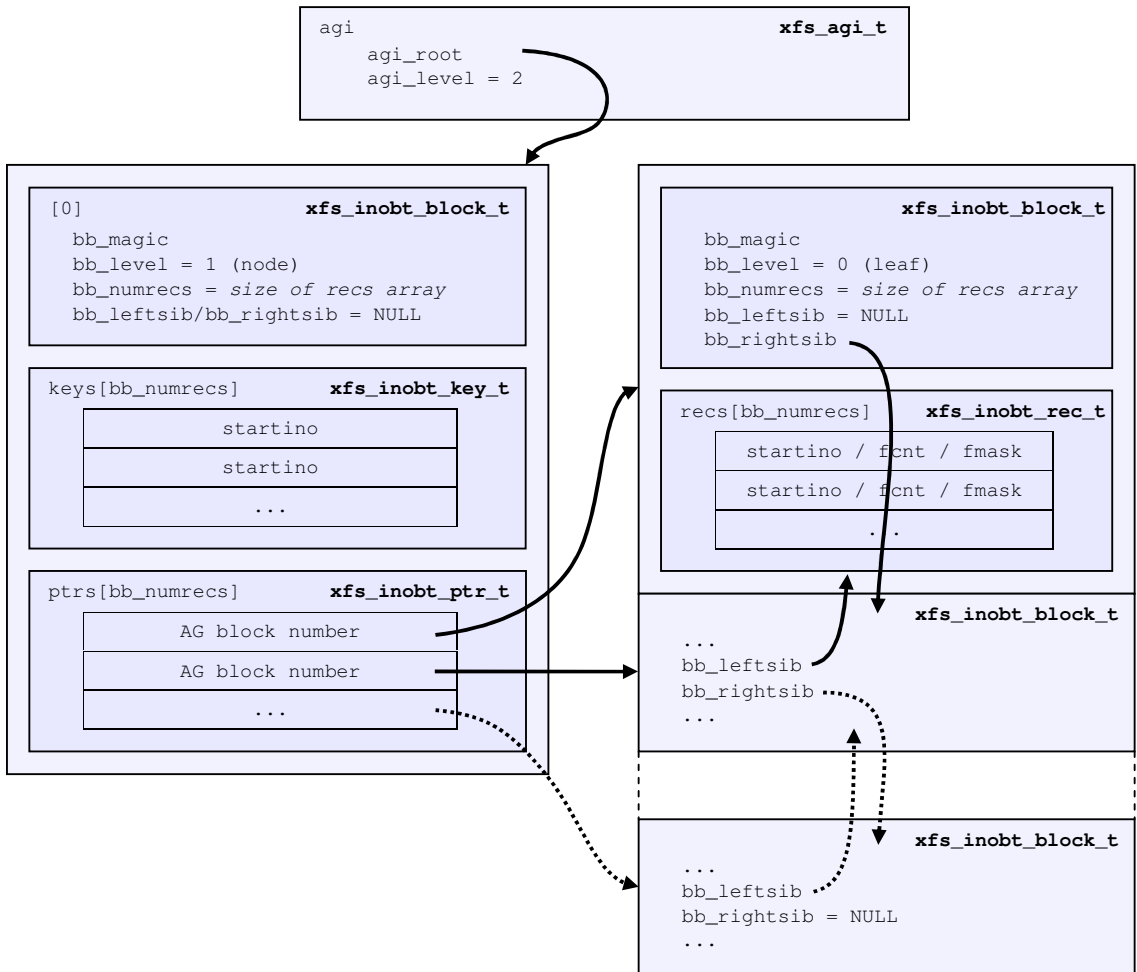 agi xfs_agi_t
agi_root
agi_level = 2
[0] xfs_inobt_block_t
bb_magic
bb_level = 1 (node)
bb_numrecs = size of recs array
bb_leftsib/bb_rightsib = NULL
keys[bb_numrecs] xfs_inobt_key_t
startino
startino
...
ptrs[bb_numrecs] xfs_inobt_ptr_t
AG block number
AG block number
...
xfs_inobt_block_t
bb_magic
bb_level = 0 (leaf)
bb_numrecs = size of recs array
bb_leftsib = NULL
bb_rightsib
recs[bb_numrecs] xfs_inobt_rec_t
startino / fcnt / fmask
startino / fcnt / fmask
...
xfs_inobt_block_t
...
bb_leftsib
bb_rightsib
...
xfs_inobt_block_t
...
bb_leftsib
bb_rightsib = NULL
...